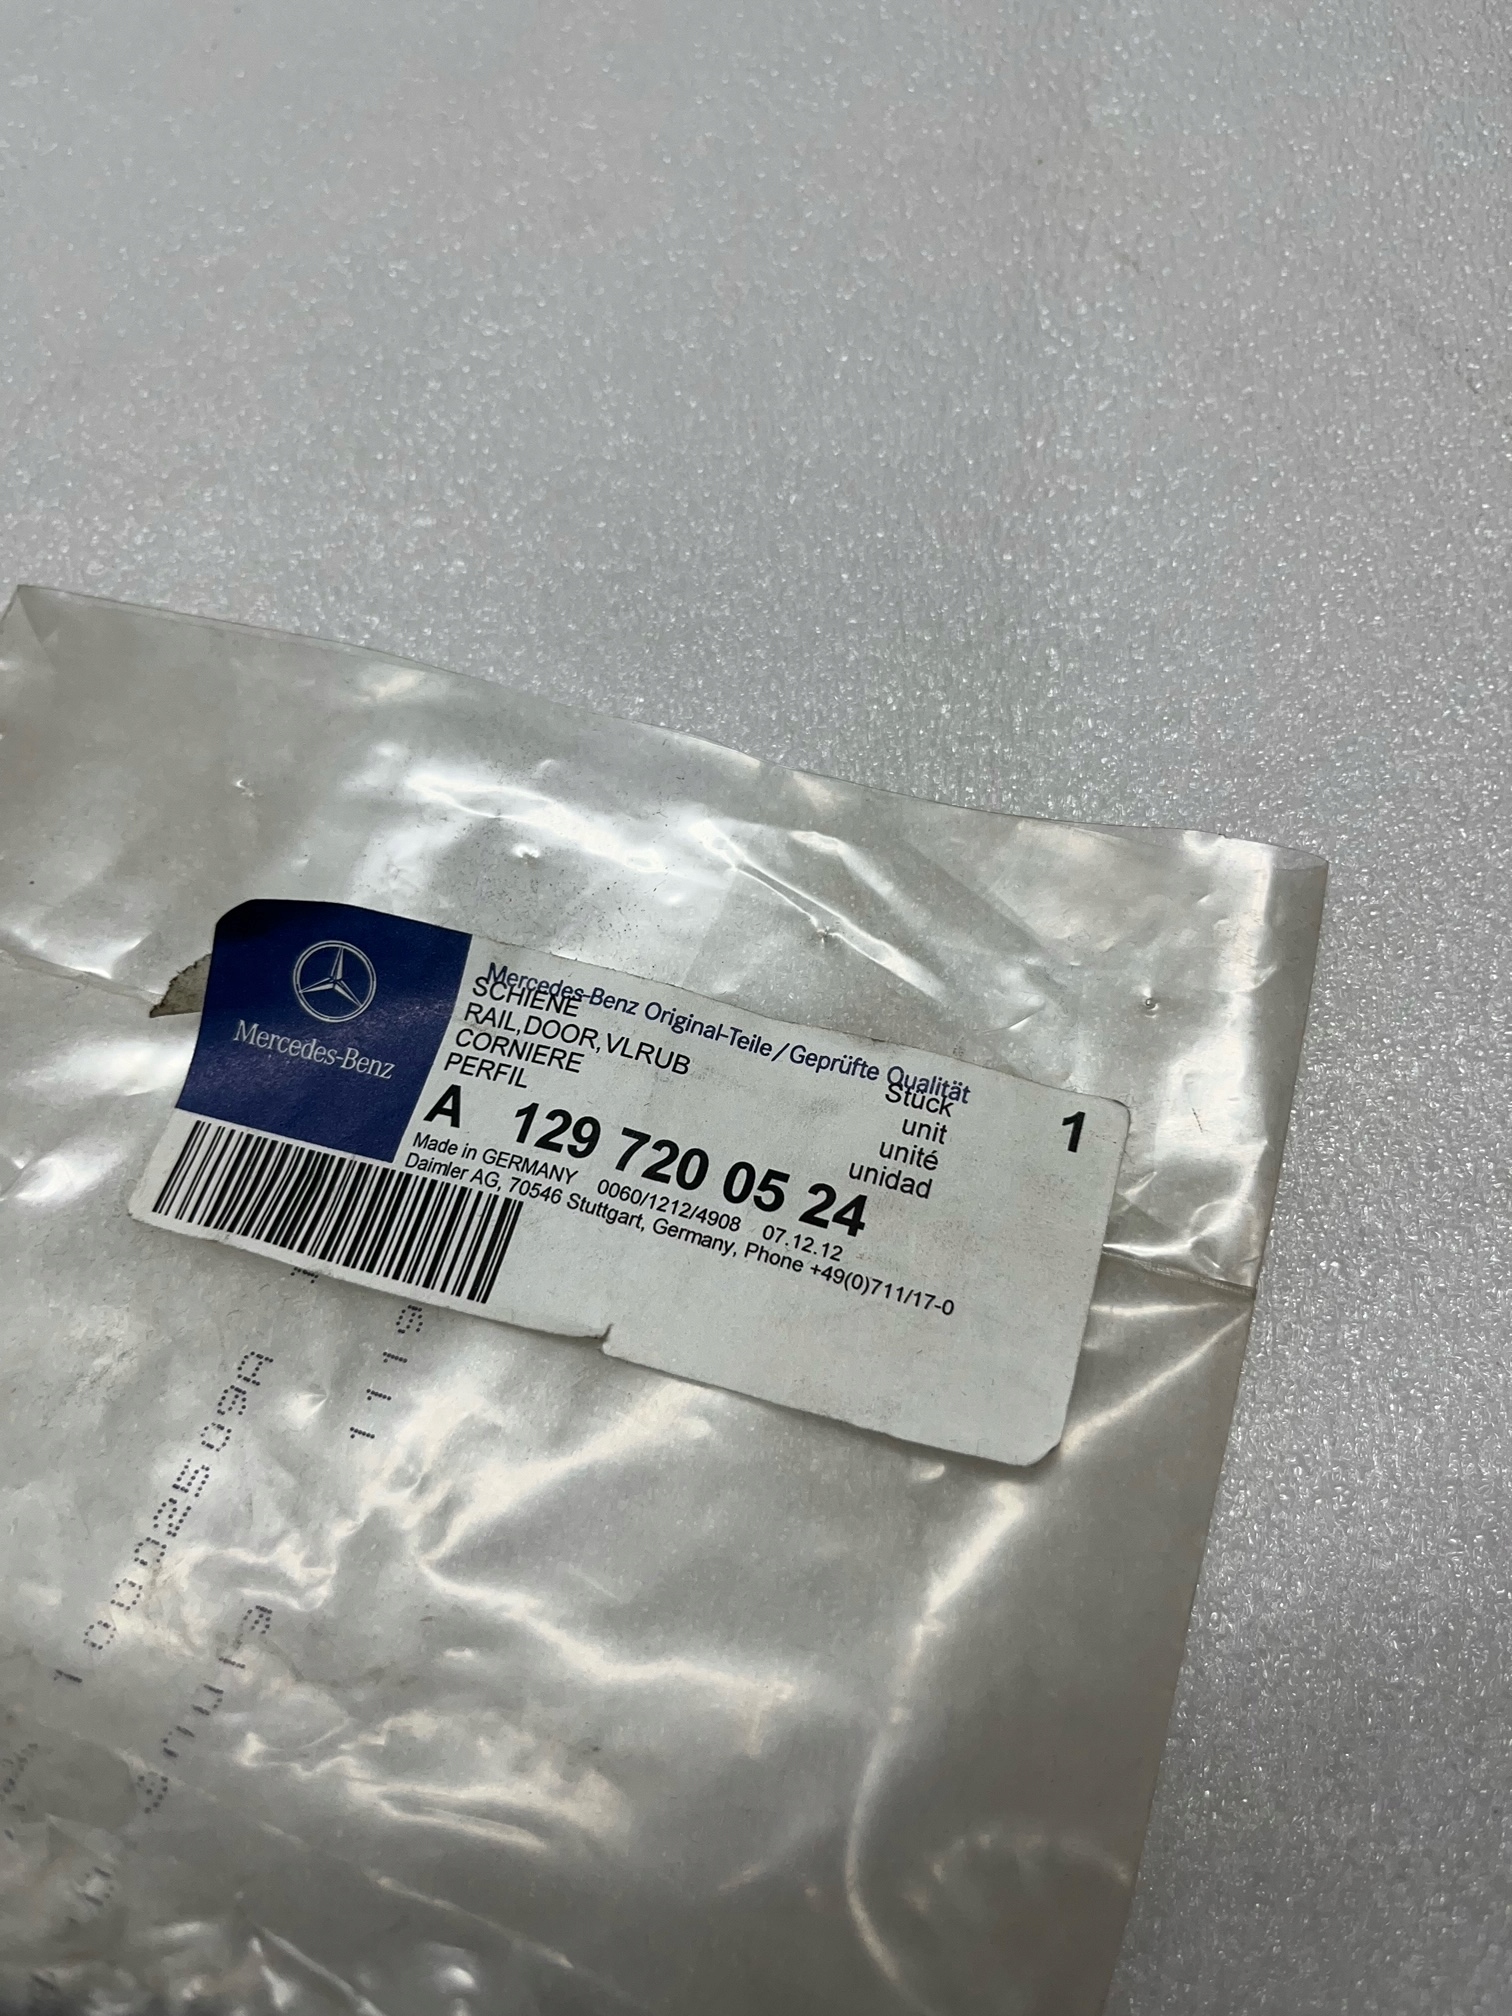 Mercedes-Benz
Mercedes-Benz Original-Teile / Geprüfte Qualität
SCHIENE
RAIL,DOOR,VLRUB
CORNIERE
PERFIL
Stück
unit
unité
unidad
1
A 129 720 05 24
Made in GERMANY 0060/1212/4908 07.12.12
Daimler AG, 70546 Stuttgart, Germany, Phone +49(0)711/17-0